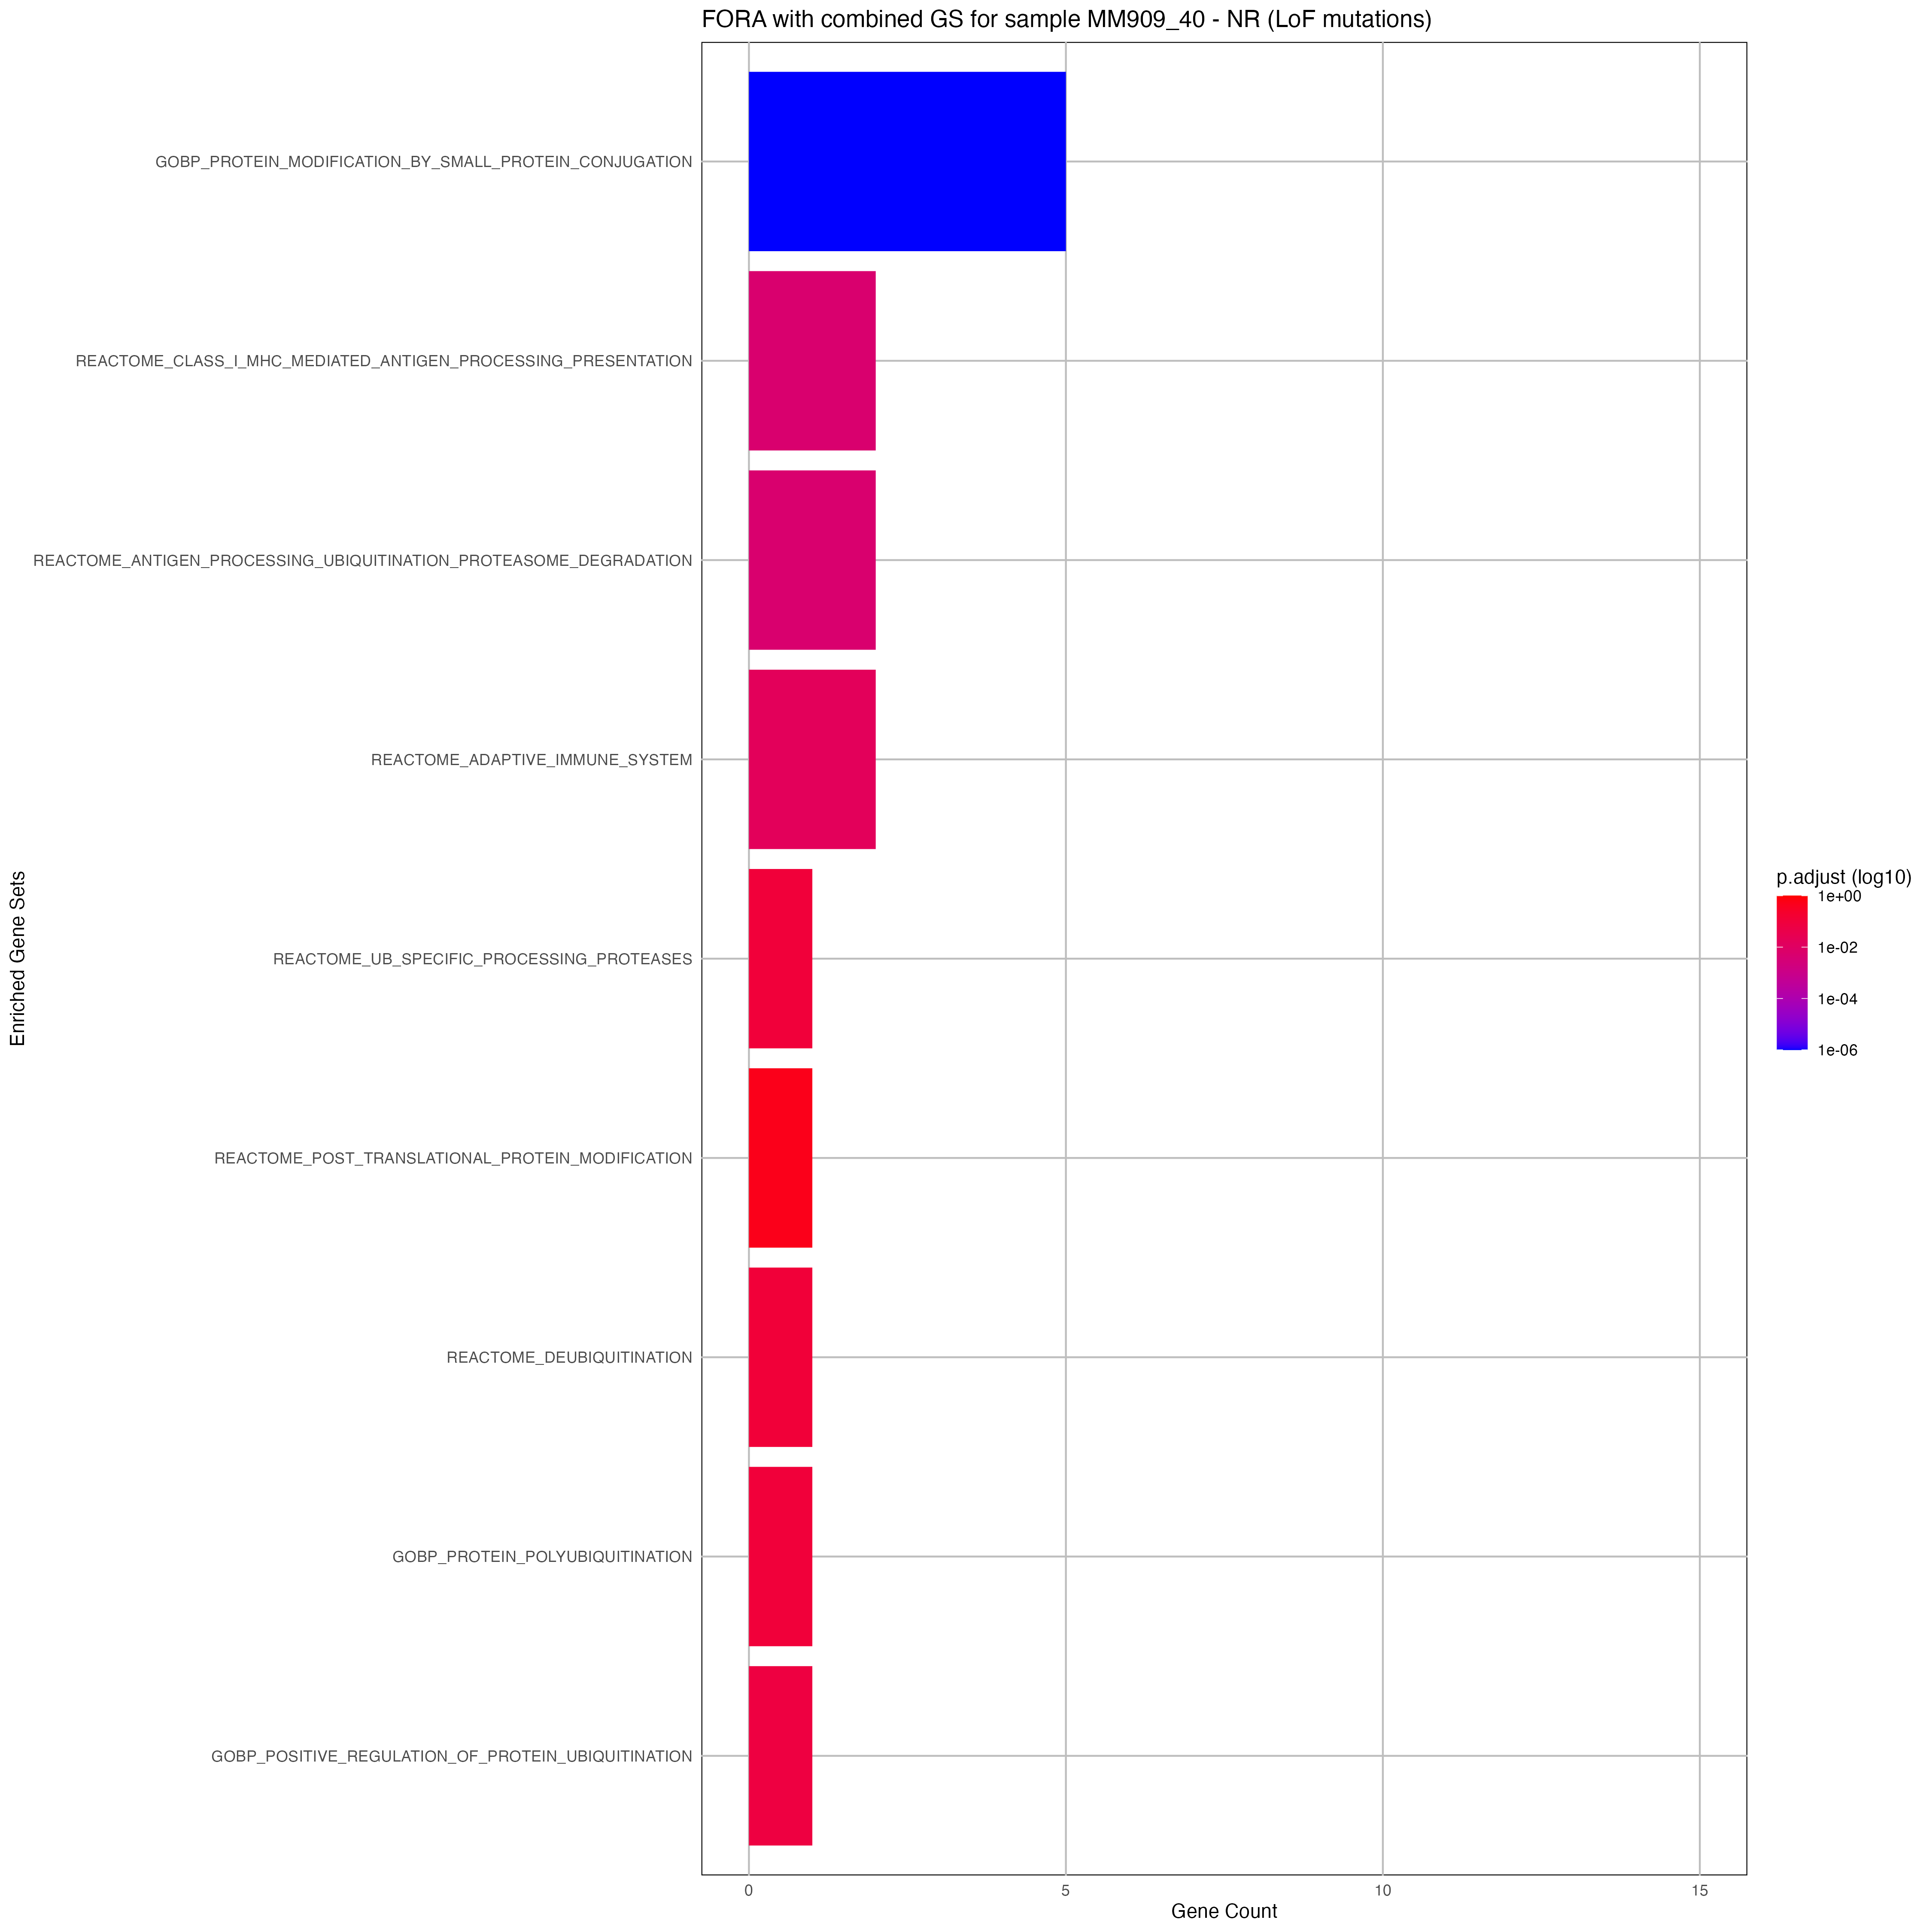 FORA with combined GS for sample MM909_40 - NR (LoF mutations)
GOBP_PROTEIN_MODIFICATION_BY_SMALL_PROTEIN_CONJUGATION
REACTOME_CLASS_I_MHC_MEDIATED_ANTIGEN_PROCESSING_PRESENTATION
REACTOME_ANTIGEN_PROCESSING_UBIQUITINATION_PROTEASOME_DEGRADATION
REACTOME_ADAPTIVE_IMMUNE_SYSTEM
REACTOME_UB_SPECIFIC_PROCESSING_PROTEASES
REACTOME_POST_TRANSLATIONAL_PROTEIN_MODIFICATION
REACTOME_DEUBIQUITINATION
GOBP_PROTEIN_POLYUBIQUITINATION
GOBP_POSITIVE_REGULATION_OF_PROTEIN_UBIQUITINATION
Enriched Gene Sets
0 5 10 15
Gene Count
p.adjust (log10)
1e+00
1e-02
1e-04
1e-06